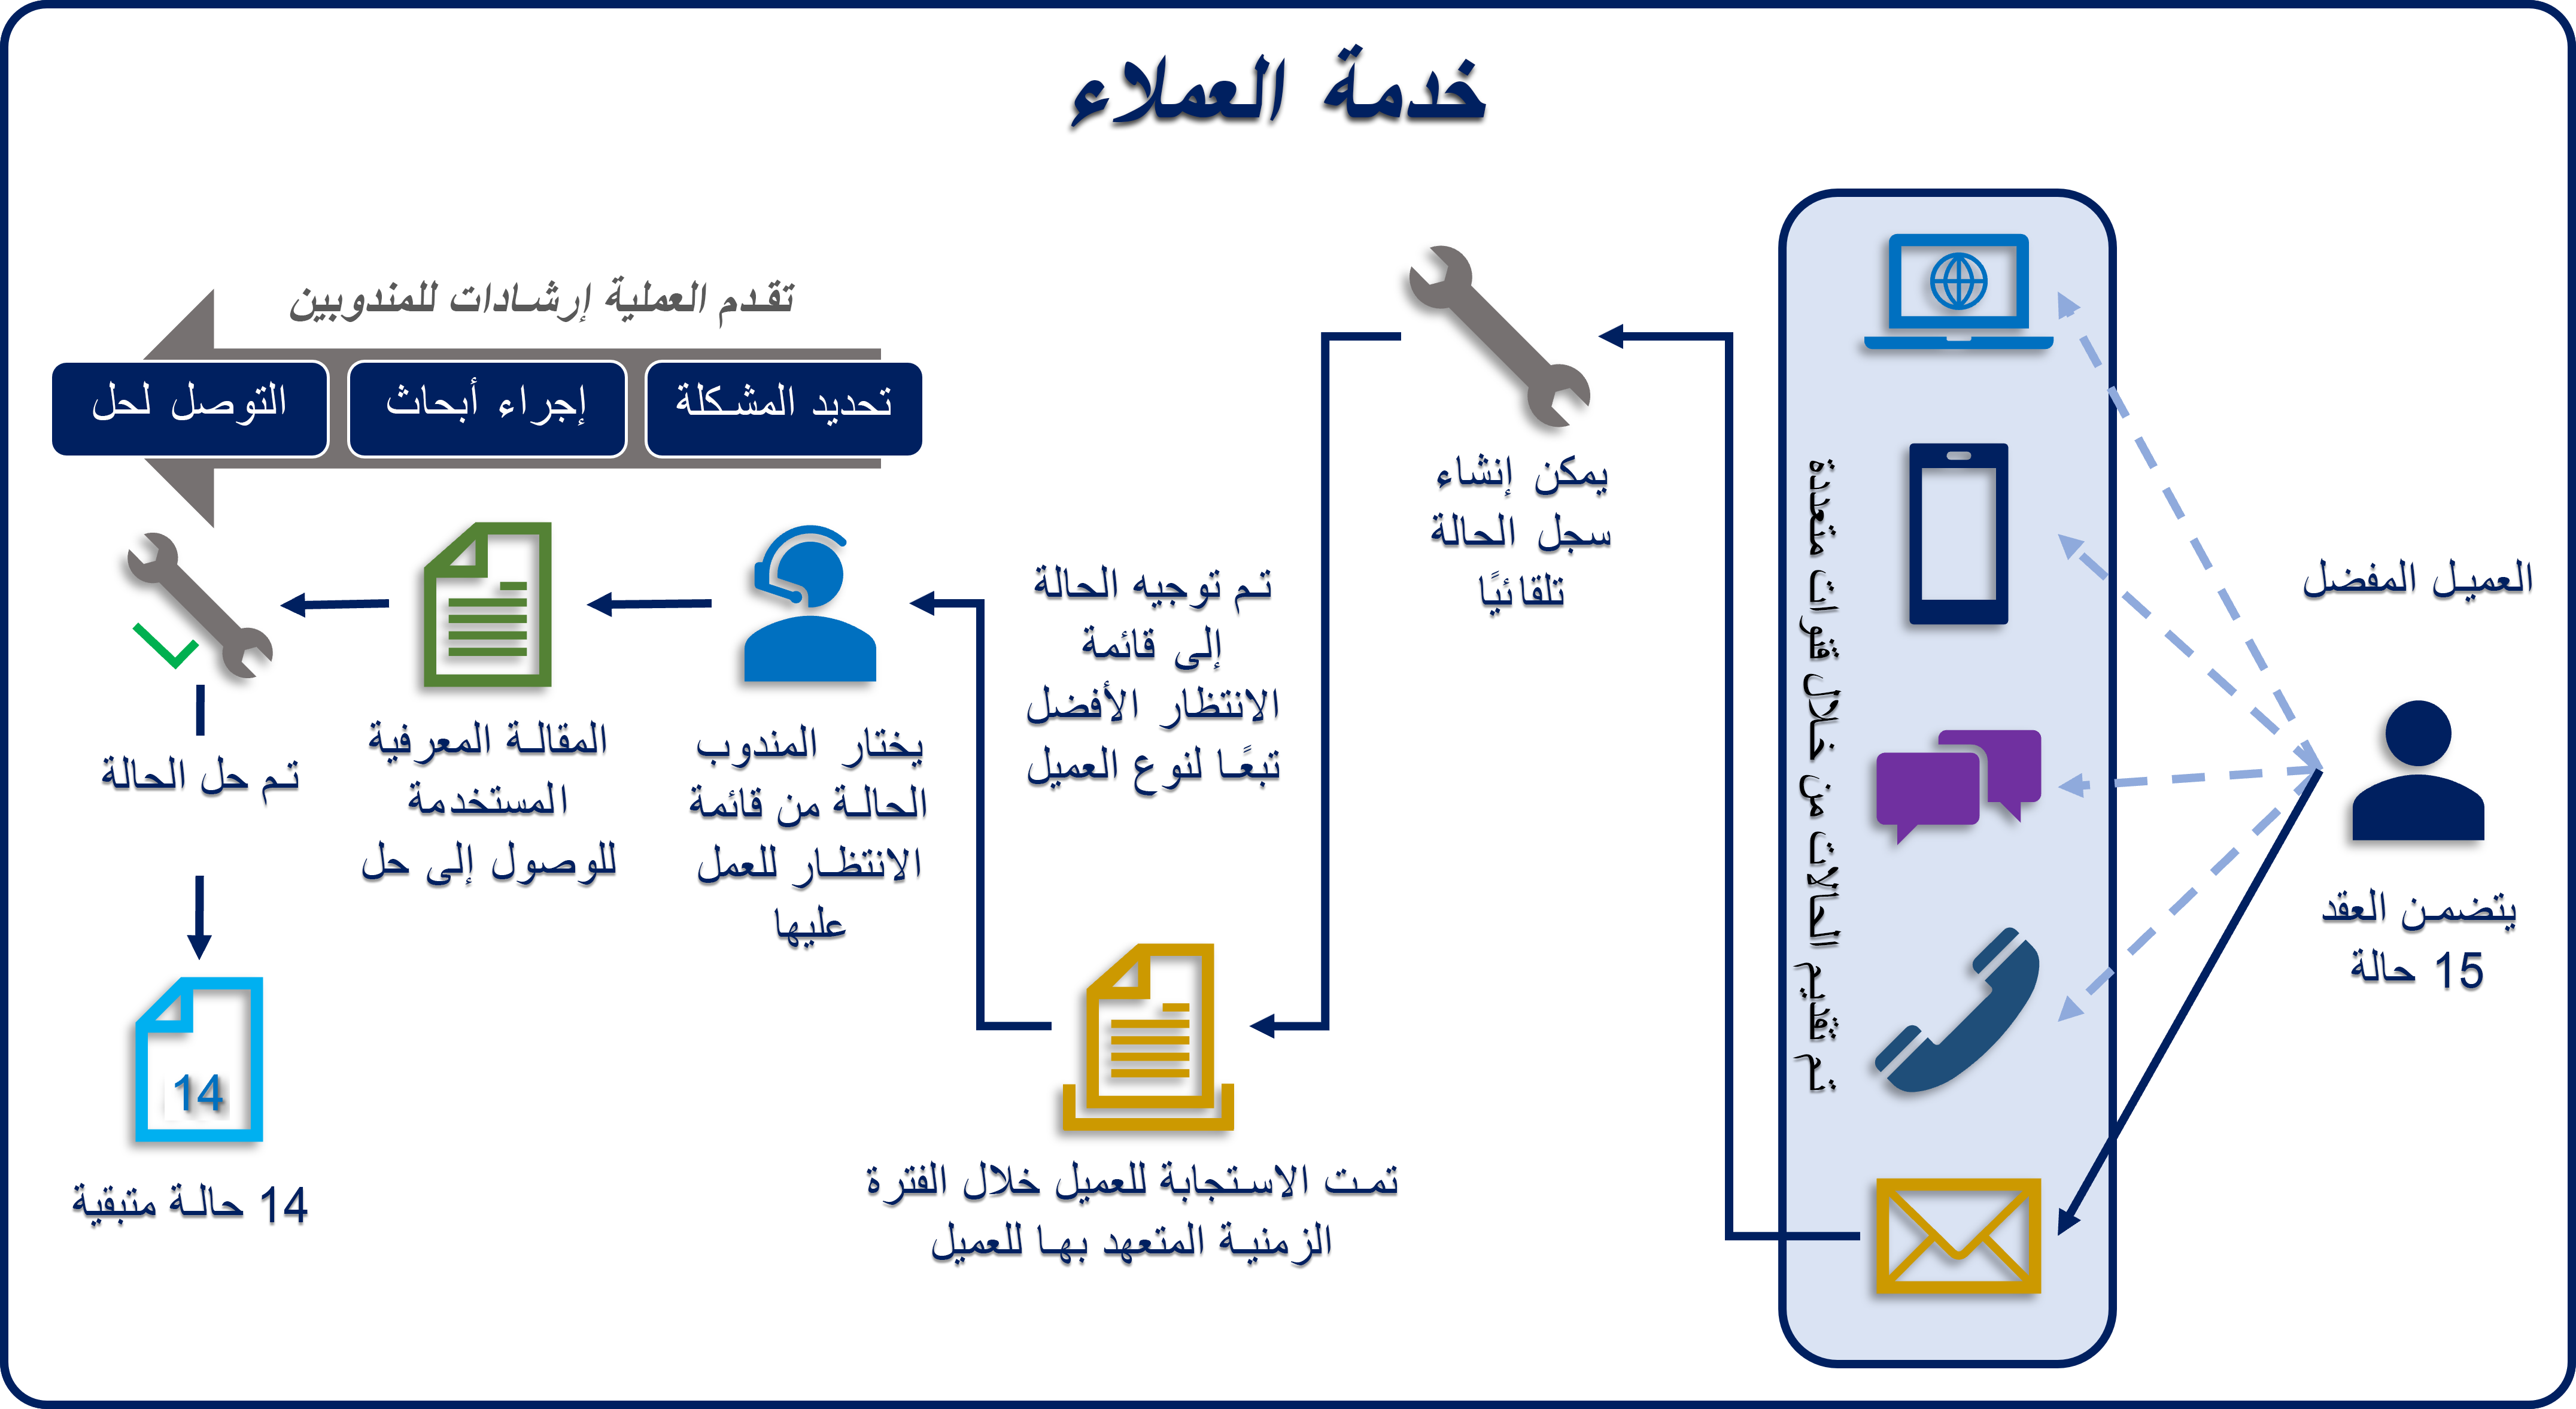 خدمة العملاء
العميل المفضل
يتضمن العقد
15 حالة
تم تقديم الحالات من خلال قنوات متعددة
يمكن إنشاء
سجل الحالة
تلقائيًا
تم توجيه الحالة
إلى قائمة
الانتظار الأفضل
تبعًا لنوع العميل
تمت الاستجابة للعميل خلال الفترة
الزمنية المتعهد بها للعميل
تقدم العملية إرشادات للمندوبين
تحديد المشكلة
إجراء أبحاث
التوصل لحل
يختار المندوب
الحالة من قائمة
الانتظار للعمل
عليها
المقالة المعرفية
المستخدمة
للوصول إلى حل
تم حل الحالة
14
14 حالة متبقية